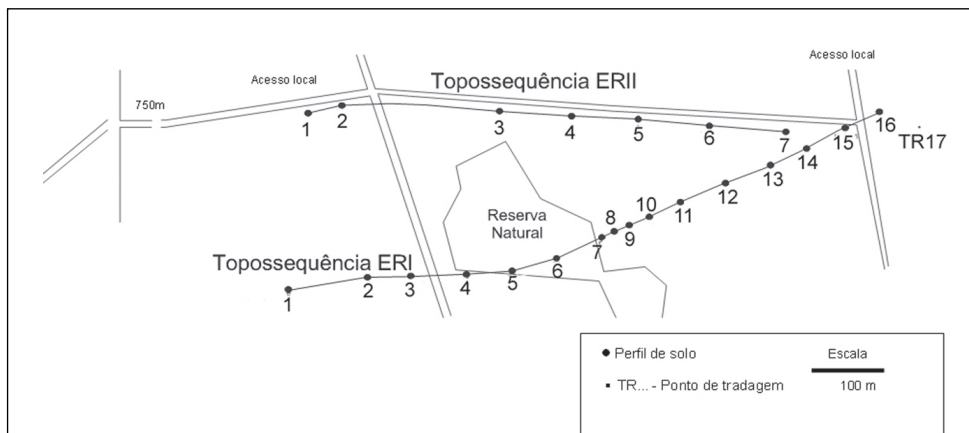 Acesso local
Acesso local
Topossequência ERII
750m
1 2 3 4 5 6 7
16
15
TR17
14
13
12
11
10
9
8
7
Reserva
Natural
6
Topossequência ERI
1 2 3 4 5
Perfil de solo
Escala
TR... - Ponto de tradagem
100 m